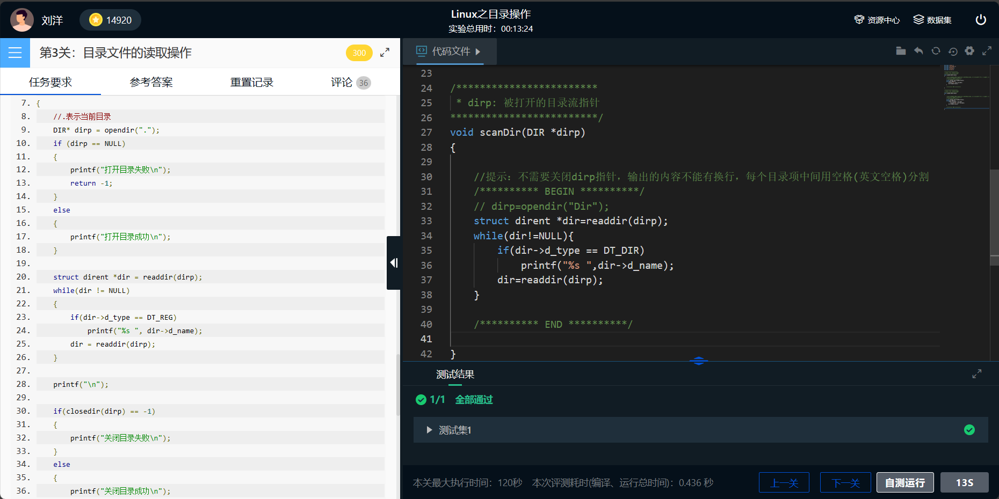 刘洋
14920
Linux之目录操作
实验总用时：00:13:24
资源中心
数据集
第3关：目录文件的读取操作
300
任务要求
参考答案
重置记录
评论 36
7. {
8. //.表示当前目录
9. DIR* dirp = opendir(".");
10. if (dirp == NULL)
11. {
12. printf("打开目录失败\n");
13. return -1;
14. }
15. else
16. {
17. printf("打开目录成功\n");
18. }
19.
20. struct dirent *dir = readdir(dirp);
21. while(dir != NULL)
22. {
23. if(dir->d_type == DT_REG)
24. printf("%s ", dir->d_name);
25. dir = readdir(dirp);
26. }
27.
28. printf("\n");
29.
30. if(closedir(dirp) == -1)
31. {
32. printf("关闭目录失败\n");
33. }
34. else
35. {
36. printf("关闭目录成功\n");
代码文件
23
24 /************************
25 * dirp: 被打开的目录流指针
26 *************************/
27 void scanDir(DIR *dirp)
28 {
29
30 //提示：不需要关闭dirp指针，输出的内容不能有换行，每个目录项中间用空格(英文空格)分割
31 /********** BEGIN **********/
32 // dirp=opendir("Dir");
33 struct dirent *dir=readdir(dirp);
34 while(dir!=NULL){
35 if(dir->d_type == DT_DIR)
36 printf("%s ",dir->d_name);
37 dir=readdir(dirp);
38 }
39
40 /********** END **********/
41
42 }
测试结果
1/1 全部通过
测试集1
本关最大执行时间：120秒 本次评测耗时(编译、运行总时间)：0.436 秒
上一关
下一关
自测运行
13S